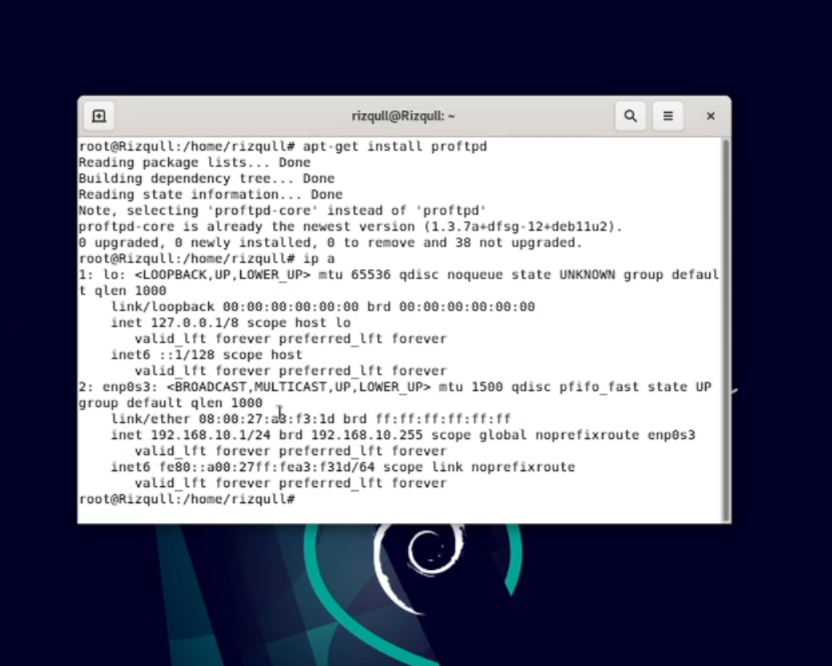 rizqull@Rizqull: ~
root@Rizqull:/home/rizqull# apt-get install proftpd
Reading package lists... Done
Building dependency tree... Done
Reading state information... Done
Note, selecting 'proftpd-core' instead of 'proftpd'
proftpd-core is already the newest version (1.3.7a+dfsg-12+deb11u2).
0 upgraded, 0 newly installed, 0 to remove and 38 not upgraded.
root@Rizqull:/home/rizqull# ip a
1: lo: <LOOPBACK,UP,LOWER_UP> mtu 65536 qdisc noqueue state UNKNOWN group defaul
t qlen 1000
    link/loopback 00:00:00:00:00:00 brd 00:00:00:00:00:00
    inet 127.0.0.1/8 scope host lo
       valid_lft forever preferred_lft forever
    inet6 ::1/128 scope host
       valid_lft forever preferred_lft forever
2: enp0s3: <BROADCAST,MULTICAST,UP,LOWER_UP> mtu 1500 qdisc pfifo_fast state UP
group default qlen 1000
    link/ether 08:00:27:a3:f3:1d brd ff:ff:ff:ff:ff:ff
    inet 192.168.10.1/24 brd 192.168.10.255 scope global noprefixroute enp0s3
       valid_lft forever preferred_lft forever
    inet6 fe80::a00:27ff:fea3:f31d/64 scope link noprefixroute
       valid_lft forever preferred_lft forever
root@Rizqull:/home/rizqull#